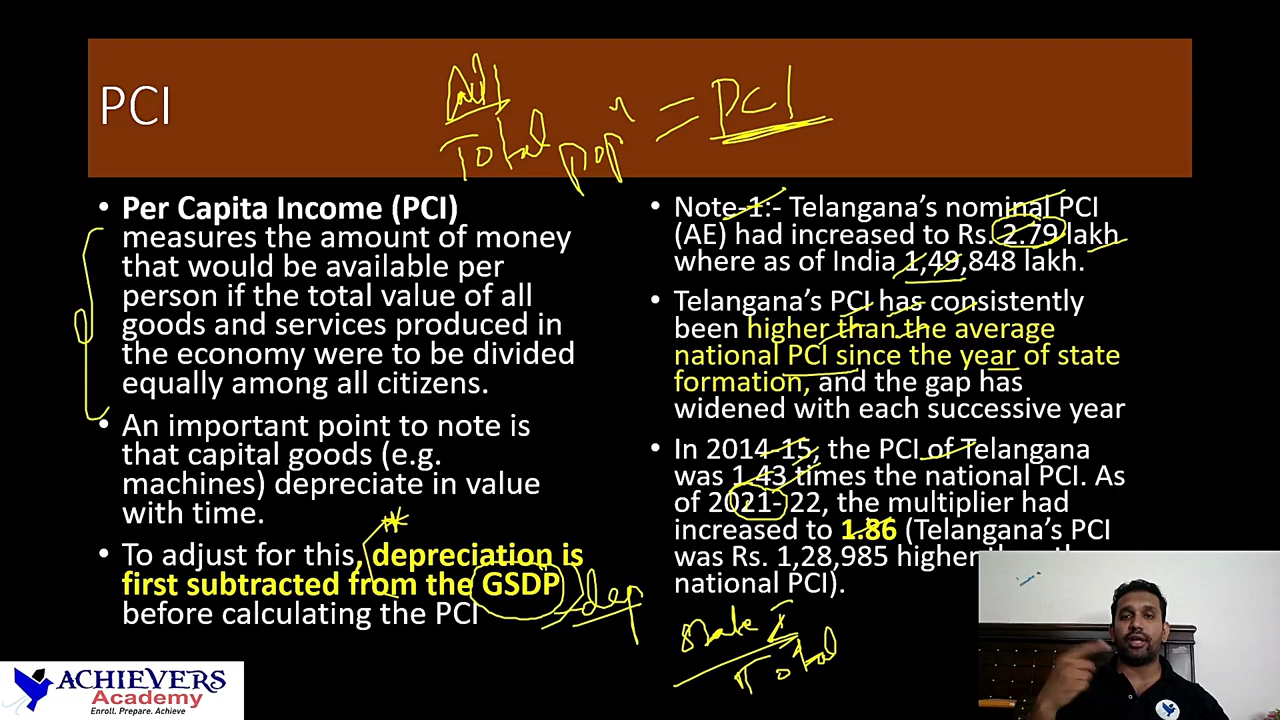 PCI
All
Total popn = PCI
• Per Capita Income (PCI)
measures the amount of money
that would be available per
person if the total value of all
goods and services produced in
the economy were to be divided
equally among all citizens.
• An important point to note is
that capital goods (e.g.
machines) depreciate in value
with time.
• To adjust for this, depreciation is
first subtracted from the GSDP
before calculating the PCI
dep
• Note-1:- Telangana's nominal PCI
(AE) had increased to Rs. 2.79 lakh
where as of India 1,49,848 lakh.
• Telangana's PCI has consistently
been higher than the average
national PCI since the year of state
formation, and the gap has
widened with each successive year
• In 2014-15, the PCI of Telangana
was 1.43 times the national PCI. As
of 2021-22, the multiplier had
increased to 1.86 (Telangana's PCI
was Rs. 1,28,985 higher
national PCI).
State I
Total
ACHIEVERS
Academy
Enroll. Prepare. Achieve